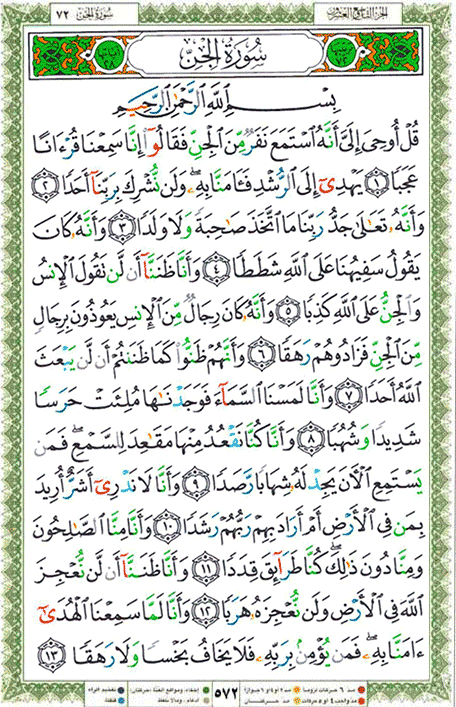 سُورَةُ الجِنّ ٧٢
الجزء التاسع والعشرون
سُورَةُ الجِنِّ
بِسۡمِ ٱللَّهِ ٱلرَّحۡمَٰنِ ٱلرَّحِيمِ
قُلۡ أُوحِيَ إِلَيَّ أَنَّهُ ٱسۡتَمَعَ نَفَرٞ مِّنَ ٱلۡجِنِّ فَقَالُوٓاْ إِنَّا سَمِعۡنَا قُرۡءَانًا
عَجَبٗا ١ يَهۡدِيٓ إِلَى ٱلرُّشۡدِ فَـَٔامَنَّا بِهِۦۖ وَلَن نُّشۡرِكَ بِرَبِّنَآ أَحَدٗا ٢
وَأَنَّهُۥ تَعَٰلَىٰ جَدُّ رَبِّنَا مَا ٱتَّخَذَ صَٰحِبَةٗ وَلَا وَلَدٗا ٣ وَأَنَّهُۥ كَانَ
يَقُولُ سَفِيهُنَا عَلَى ٱللَّهِ شَطَطٗا ٤ وَأَنَّا ظَنَنَّآ أَن لَّن تَقُولَ ٱلۡإِنسُ
وَٱلۡجِنُّ عَلَى ٱللَّهِ كَذِبٗا ٥ وَأَنَّهُۥ كَانَ رِجَالٞ مِّنَ ٱلۡإِنسِ يَعُوذُونَ بِرِجَالٖ
مِّنَ ٱلۡجِنِّ فَزَادُوهُمۡ رَهَقٗا ٦ وَأَنَّهُمۡ ظَنُّواْ كَمَا ظَنَنتُمۡ أَن لَّن يَبۡعَثَ
ٱللَّهُ أَحَدٗا ٧ وَأَنَّا لَمَسۡنَا ٱلسَّمَآءَ فَوَجَدۡنَٰهَا مُلِئَتۡ حَرَسٗا
شَدِيدٗا وَشُهُبٗا ٨ وَأَنَّا كُنَّا نَقۡعُدُ مِنۡهَا مَقَٰعِدَ لِلسَّمۡعِۖ فَمَن
يَسۡتَمِعِ ٱلۡأٓنَ يَجِدۡ لَهُۥ شِهَابٗا رَّصَدٗا ٩ وَأَنَّا لَا نَدۡرِيٓ أَشَرٌّ أُرِيدَ
بِمَن فِي ٱلۡأَرۡضِ أَمۡ أَرَادَ بِهِمۡ رَبُّهُمۡ رَشَدٗا ١٠ وَأَنَّا مِنَّا ٱلصَّٰلِحُونَ
وَمِنَّا دُونَ ذَٰلِكَۖ كُنَّا طَرَآئِقَ قِدَدٗا ١١ وَأَنَّا ظَنَنَّآ أَن لَّن نُّعۡجِزَ
ٱللَّهَ فِي ٱلۡأَرۡضِ وَلَن نُّعۡجِزَهُۥ هَرَبٗا ١٢ وَأَنَّا لَمَّا سَمِعۡنَا ٱلۡهُدَىٰٓ
ءَامَنَّا بِهِۦۖ فَمَن يُؤۡمِنۢ بِرَبِّهِۦ فَلَا يَخَافُ بَخۡسٗا وَلَا رَهَقٗا ١٣
٥٧٢